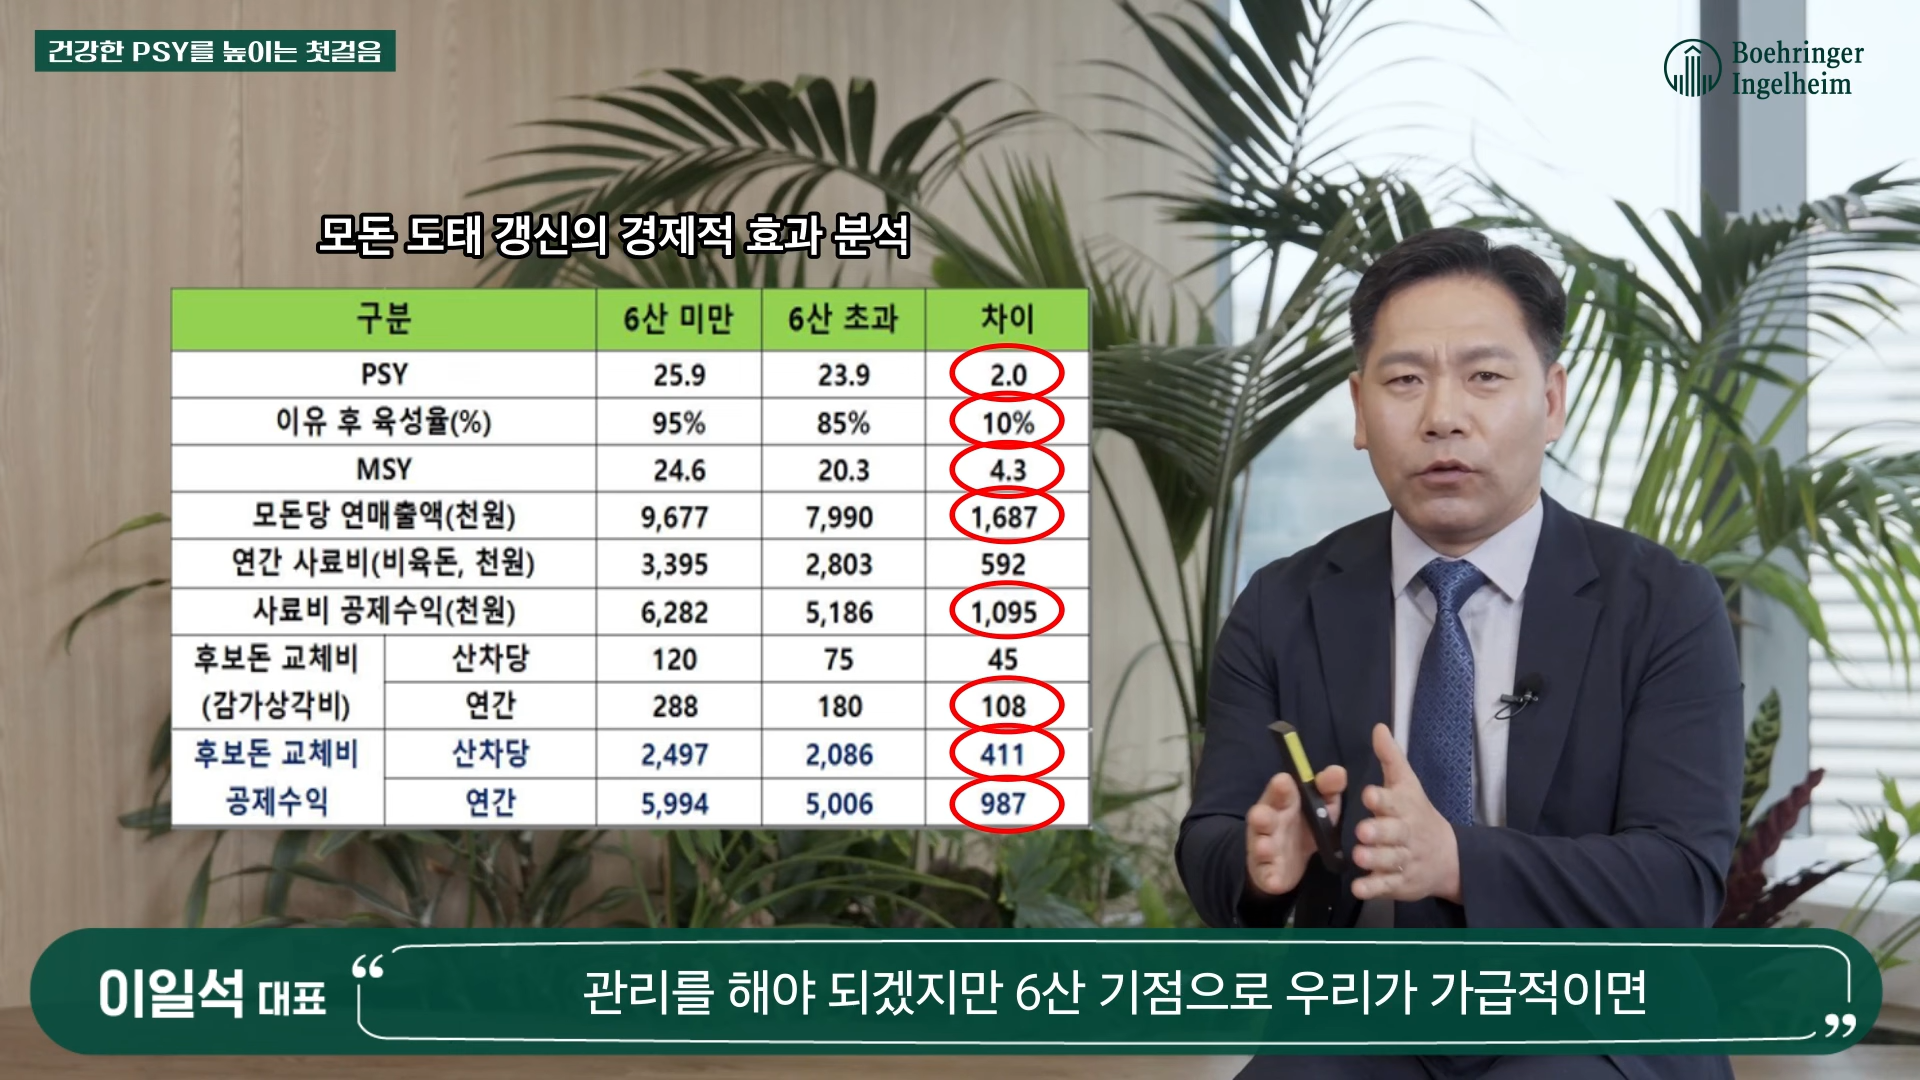 건강한 PSY를 높이는 첫걸음
Boehringer
Ingelheim
모돈 도태 갱신의 경제적 효과 분석
구분 6산 미만 6산 초과 차이
PSY 25.9 23.9 2.0
이유 후 육성율(%) 95% 85% 10%
MSY 24.6 20.3 4.3
모돈당 연매출액(천원) 9,677 7,990 1,687
연간 사료비(비육돈, 천원) 3,395 2,803 592
사료비 공제수익(천원) 6,282 5,186 1,095
후보돈 교체비 산차당 120 75 45
(감가상각비) 연간 288 180 108
후보돈 교체비 산차당 2,497 2,086 411
공제수익 연간 5,994 5,006 987
이일석 대표 “ 관리를 해야 되겠지만 6산 기점으로 우리가 가급적이면 ”